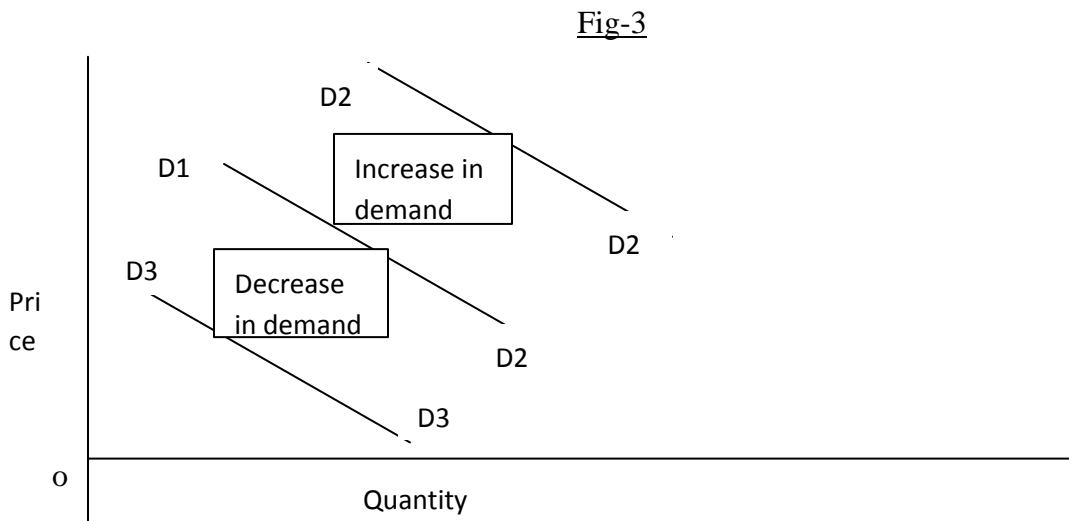 Fig-3
D2
Increase in
demand
D1
D2
D3
Decrease
in demand
Pri
ce
D2
D3
O
Quantity